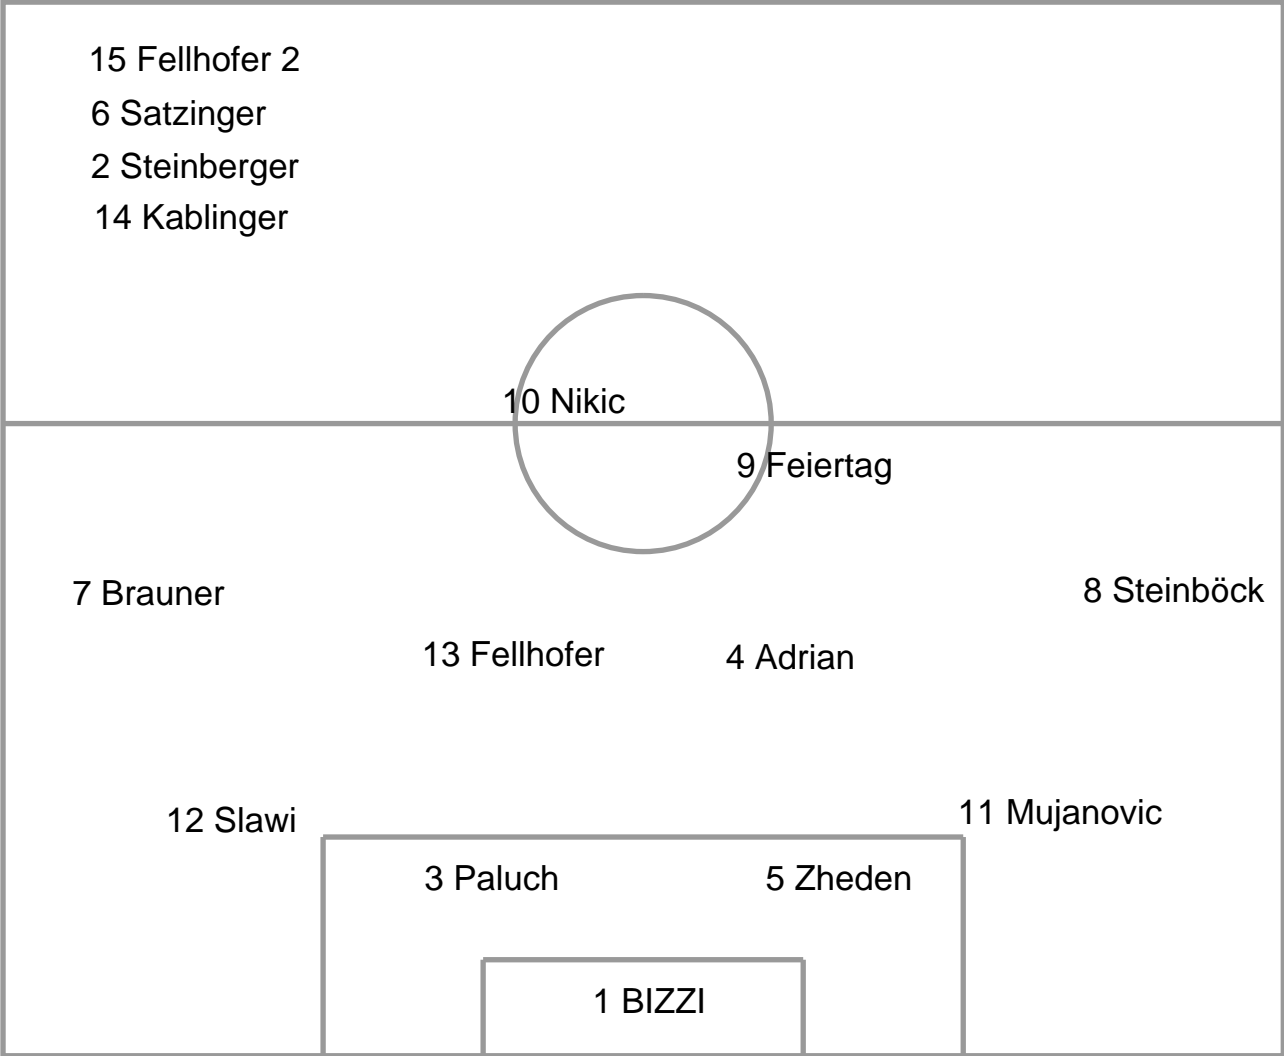 15 Fellhofer 2
6 Satzinger
2 Steinberger
14 Kablinger
10 Nikic
9 Feiertag
7 Brauner
8 Steinböck
13 Fellhofer
4 Adrian
12 Slawi
11 Mujanovic
3 Paluch
5 Zheden
1 BIZZI